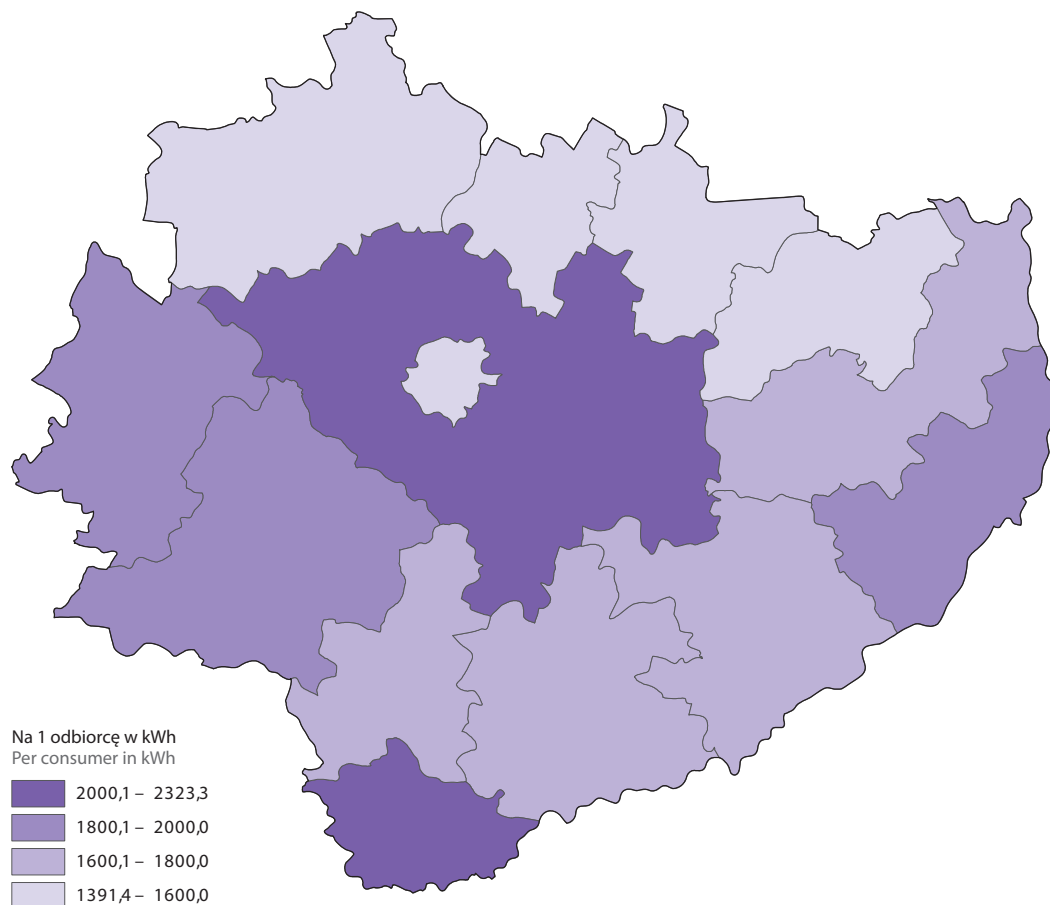 Na 1 odbiorcę w kWh
Per consumer in kWh
2000,1 – 2323,3
1800,1 – 2000,0
1600,1 – 1800,0
1391,4 – 1600,0